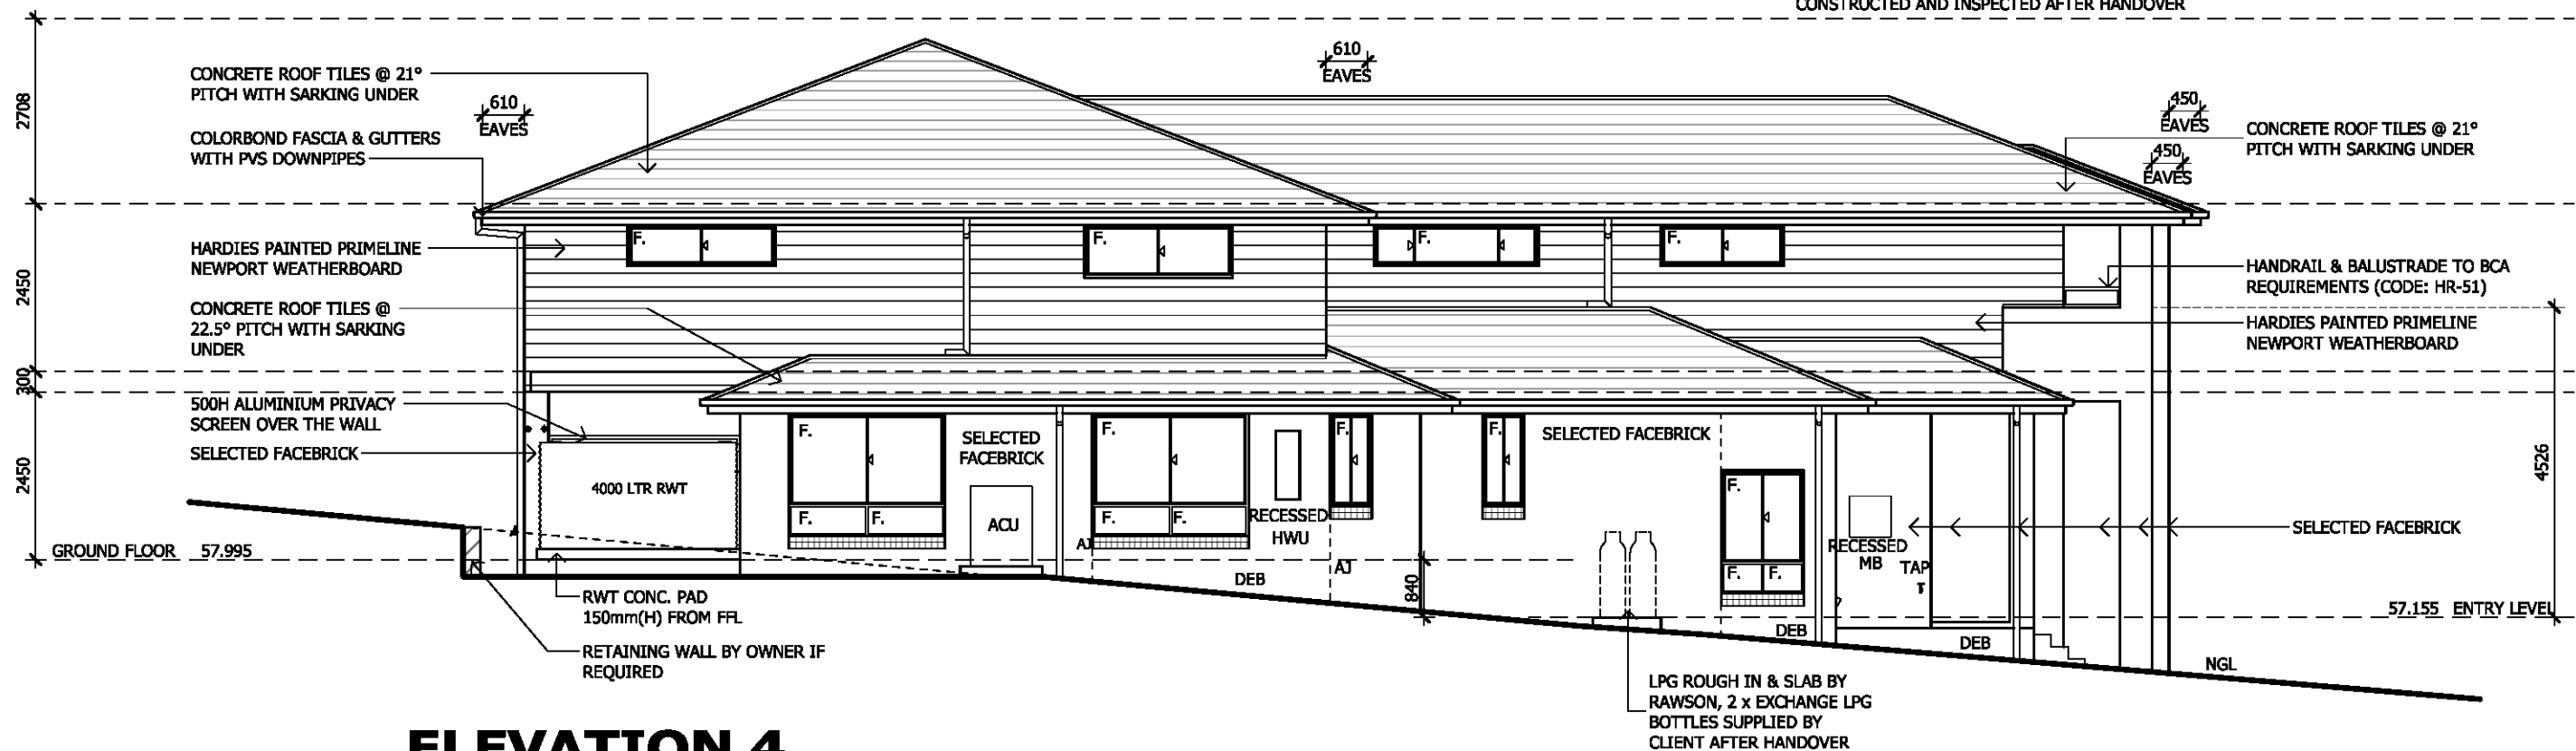 CONSTRUCTED AND INSPECTED AFTER HANDOVER
2708
CONCRETE ROOF TILES @ 21°
PITCH WITH SARKING UNDER
610
EAVES
610
EAVES
450
EAVES
450
EAVES
CONCRETE ROOF TILES @ 21°
PITCH WITH SARKING UNDER
COLORBOND FASCIA & GUTTERS
WITH PVS DOWNPIPES
2450
HARDIES PAINTED PRIMELINE
NEWPORT WEATHERBOARD
F.
F.
F.
F.
HANDRAIL & BALUSTRADE TO BCA
REQUIREMENTS (CODE: HR-51)
CONCRETE ROOF TILES @
22.5° PITCH WITH SARKING
UNDER
HARDIES PAINTED PRIMELINE
NEWPORT WEATHERBOARD
300
500H ALUMINIUM PRIVACY
SCREEN OVER THE WALL
SELECTED FACEBRICK
2450
4000 LTR RWT
F.
F.
F.
SELECTED
FACEBRICK
ACU
F.
F.
F.
AJ
RECESSED
HWU
F.
AJ
F.
SELECTED FACEBRICK
F.
F.
F.
RECESSED
MB
TAP
T
SELECTED FACEBRICK
4526
GROUND FLOOR 57.995
DEB
840
57.155 ENTRY LEVEL
DEB
DEB
NGL
RWT CONC. PAD
150mm(H) FROM FFL
RETAINING WALL BY OWNER IF
REQUIRED
LPG ROUGH IN & SLAB BY
RAWSON, 2 x EXCHANGE LPG
BOTTLES SUPPLIED BY
CLIENT AFTER HANDOVER
ELEVATION 4